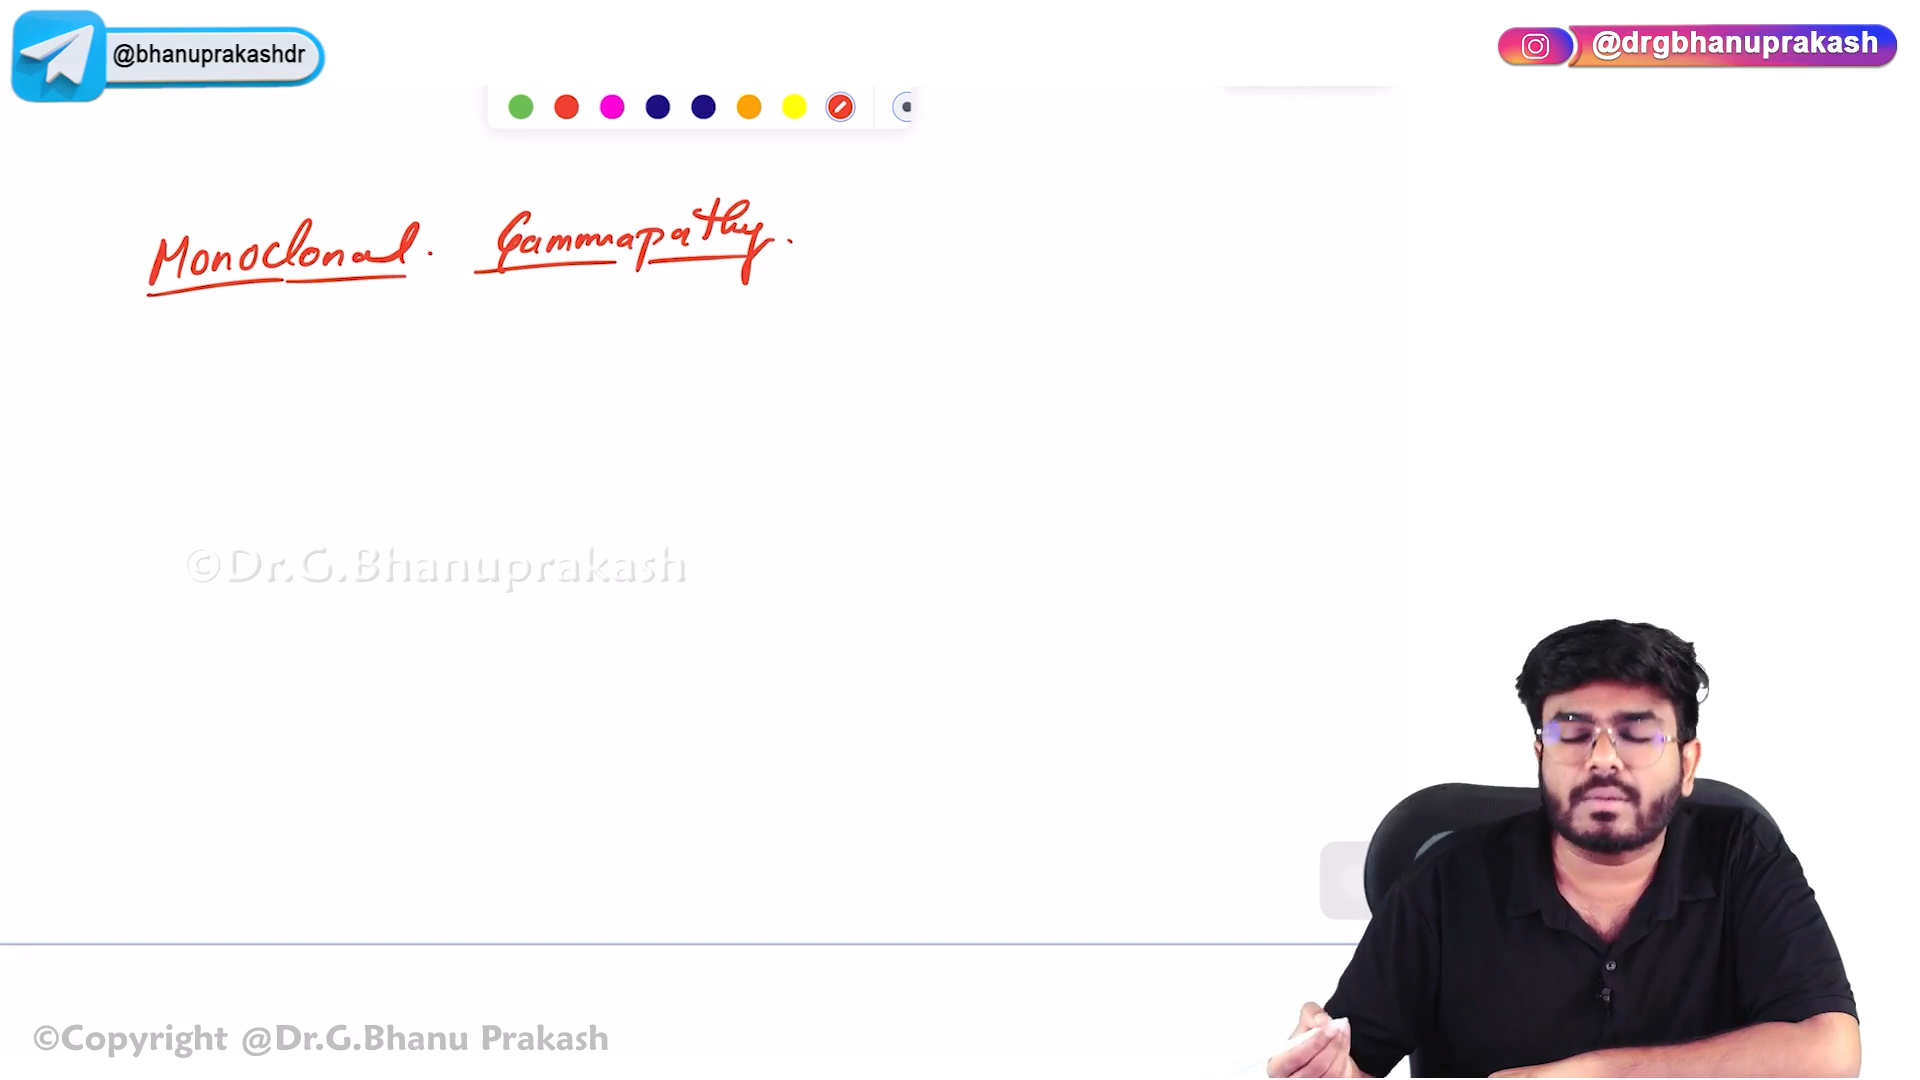 @bhanuprakashdr
@drgbhanuprakash
Monoclonal. Gammapathy.
©Dr.G.Bhanuprakash
©Copyright @Dr.G.Bhanu Prakash